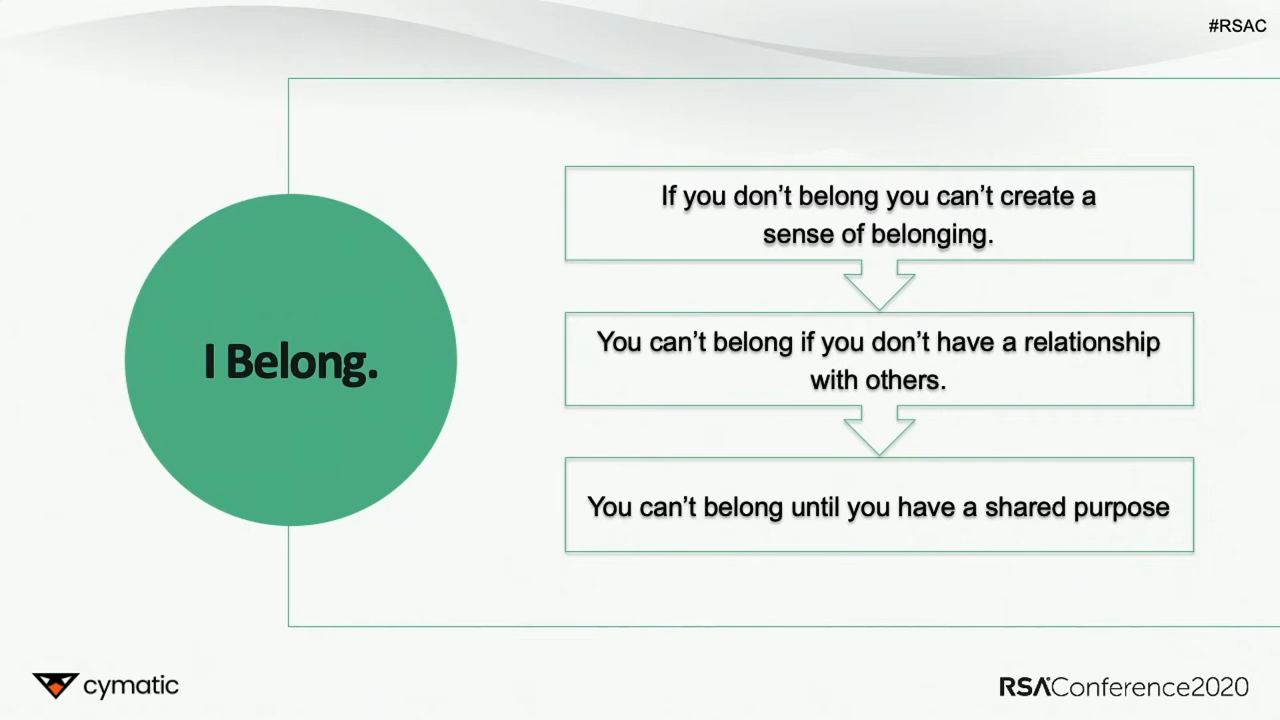 #RSAC
I Belong.
If you don’t belong you can’t create a
sense of belonging.
You can’t belong if you don’t have a relationship
with others.
You can’t belong until you have a shared purpose
cymatic
RSAConference2020